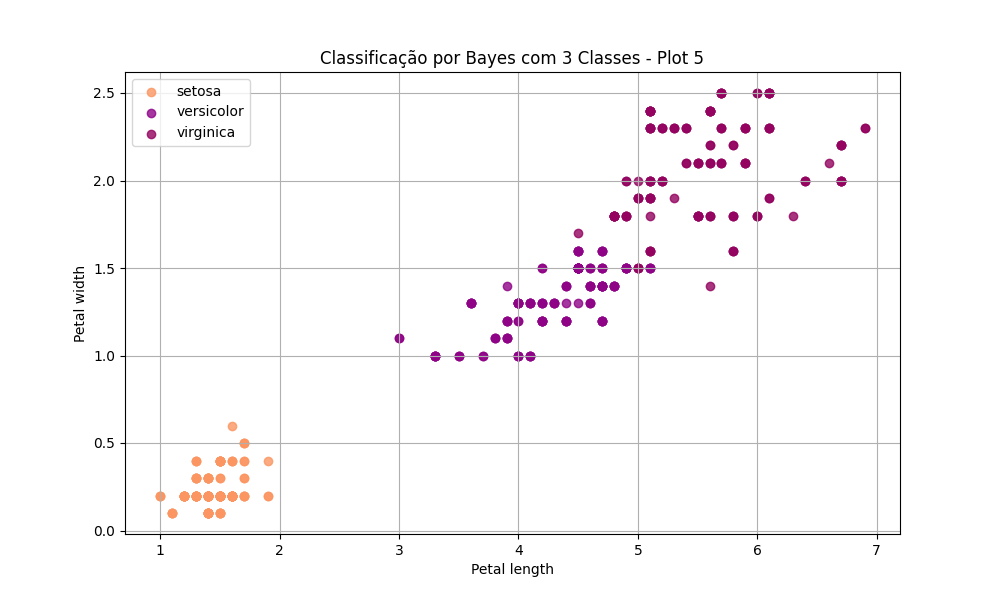 Classificação por Bayes com 3 Classes - Plot 5
setosa
versicolor
virginica
Petal width
2.5
2.0
1.5
1.0
0.5
0.0
1 2 3 4 5 6 7
Petal length